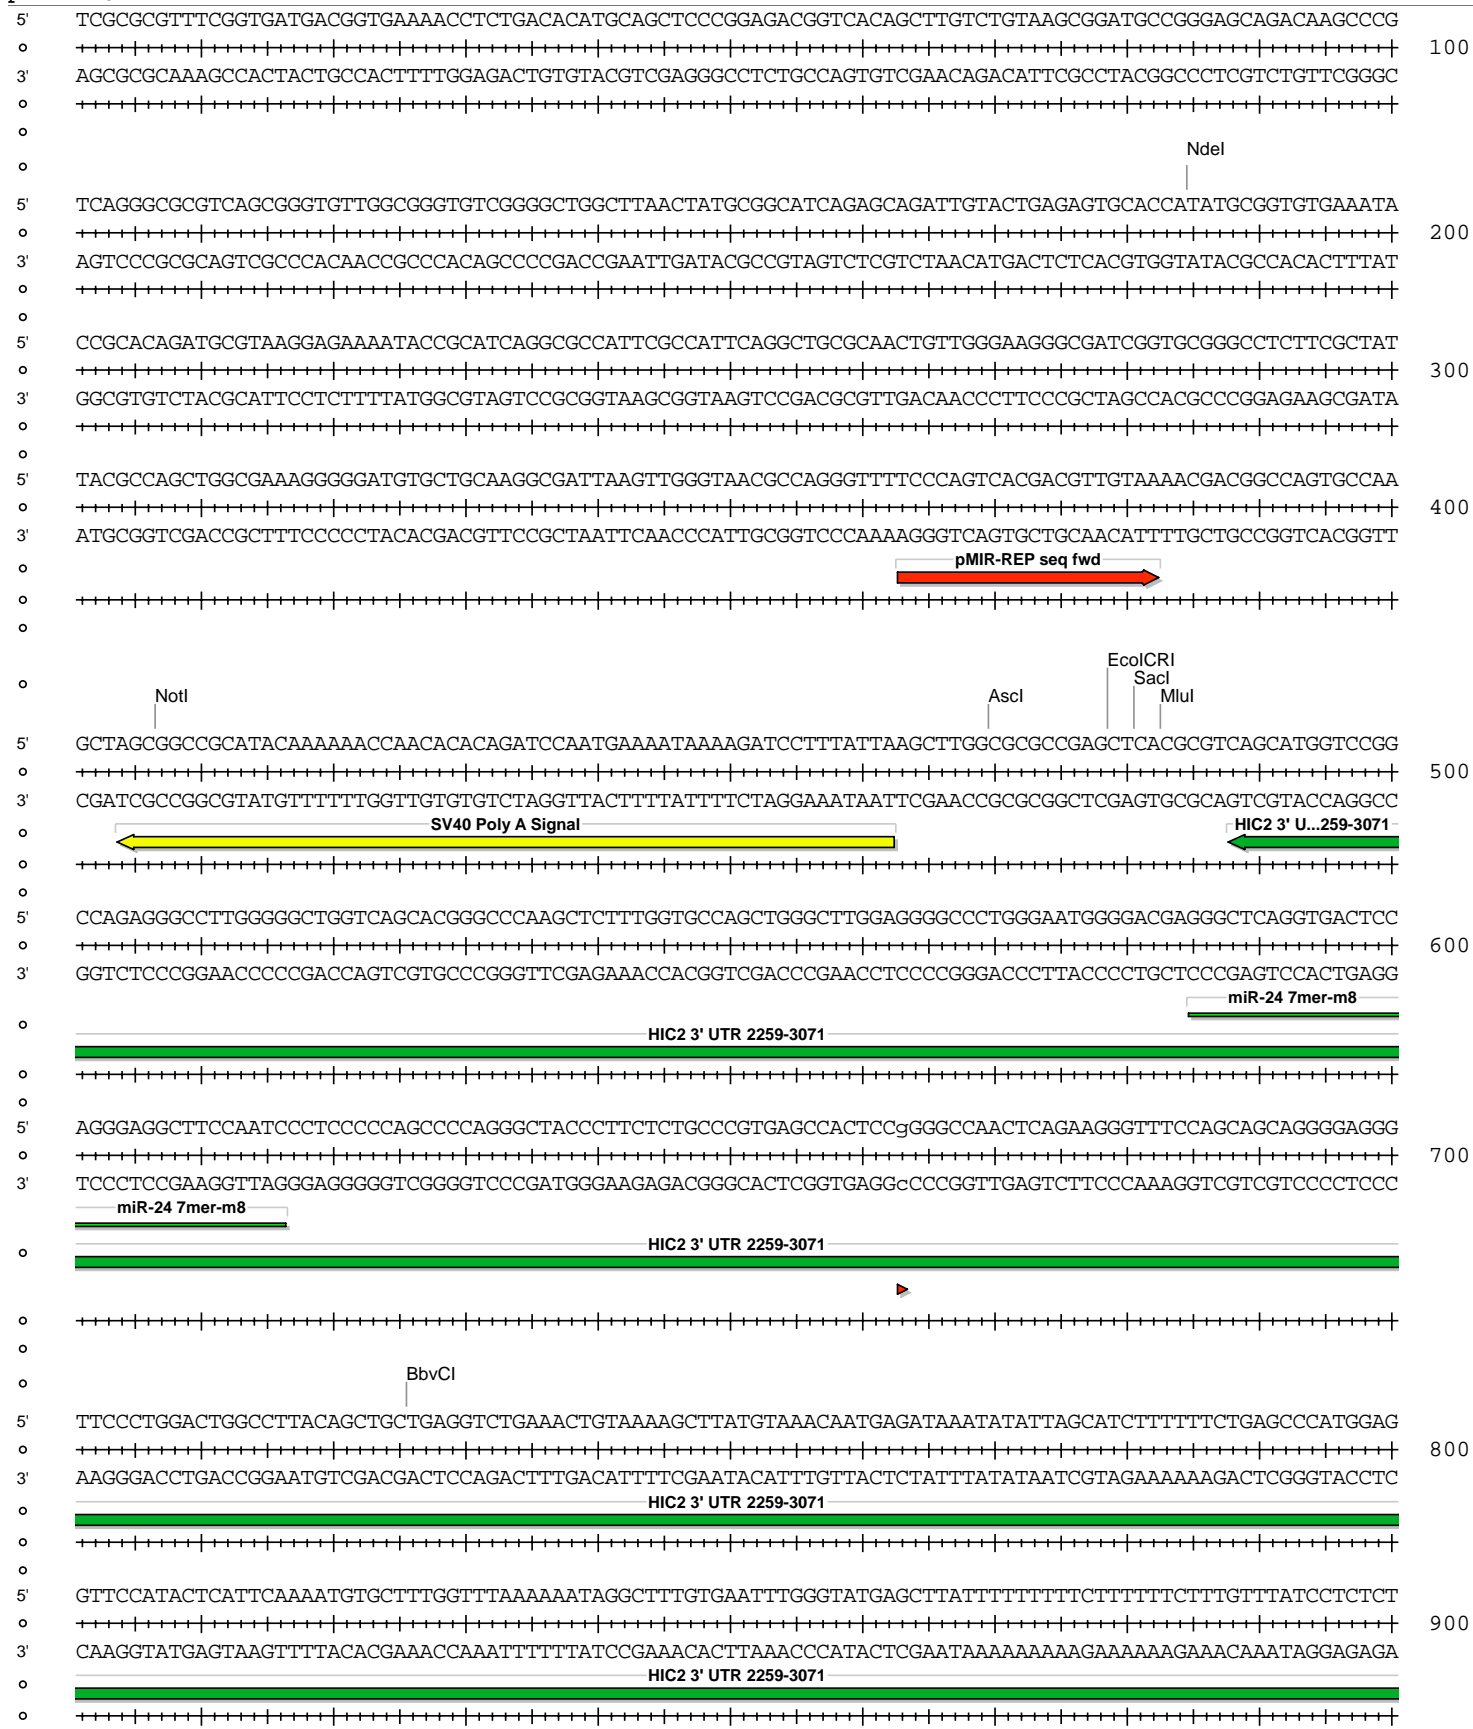 5' TCGCGCGTTTCGGTGATGACGGTGAAAACCTCTGACACATGCAGCTCCCGGAGACGGTCACAGCTTGTCTGTAAGCGGATGCCGGGAGCAGACAAGCCCG
100
3' AGCGCGCAAAGCCACTACTGCCACTTTTGGAGACTGTGTACGTCGAGGGCCTCTGCCAGTGTCGAACAGACATTCGCCTACGGCCCTCGTCTGTTCGGGC
NdeI
5' TCAGGGCGCGTCAGCGGGTGTTGGCGGGTGTCGGGGCTGGCTTAACTATGCGGCATCAGAGCAGATTGTACTGAGAGTGCACCATATGCGGTGTGAAATA
200
3' AGTCCCGCGCAGTCGCCCACAACCGCCCACAGCCCCGACCGAATTGATACGCCGTAGTCTCGTCTAACATGACTCTCACGTGGTATACGCCACACTTTAT
5' CCGCACAGATGCGTAAGGAGAAAATACCGCATCAGGCGCCATTCGCCATTCAGGCTGCGCAACTGTTGGGAAGGGCGATCGGTGCGGGCCTCTTCGCTAT
300
3' GGCGTGTCTACGCATTCCTCTTTTATGGCGTAGTCCGCGGTAAGCGGTAAGTCCGACGCGTTGACAACCCTTCCCGCTAGCCACGCCCGGAGAAGCGATA
5' TACGCCAGCTGGCGAAAGGGGGATGTGCTGCAAGGCGATTAAGTTGGGTAACGCCAGGGTTTTCCCAGTCACGACGTTGTAAAACGACGGCCAGTGCCAA
400
3' ATGCGGTCGACCGCTTTCCCCCTACACGACGTTCCGCTAATTCAACCCATTGCGGTCCCAAAAGGGTCAGTGCTGCAACATTTTGCTGCCGGTCACGGTT
pMIR-REP seq fwd
EcoICRI
SacI
NotI AscI MluI
5' GCTAGCGGCCGCATACAAAAAACCAACACACAGATCCAATGAAAATAAAAGATCCTTTATTAAGCTTGGCGCGCCGAGCTCACGCGTCAGCATGGTCCGG
500
3' CGATCGCCGGCGTATGTTTTTTGGTTGTGTGTCTAGGTTACTTTTATTTTCTAGGAAATAATTCGAACCGCGCGGCTCGAGTGCGCAGTCGTACCAGGCC
SV40 Poly A Signal HIC2 3' U...259-3071
5' CCAGAGGGCCTTGGGGGCTGGTCAGCACGGGCCCAAGCTCTTTGGTGCCAGCTGGGCTTGGAGGGGCCCTGGGAATGGGGACGAGGGCTCAGGTGACTCC
600
3' GGTCTCCCGGAACCCCCGACCAGTCGTGCCCGGGTTCGAGAAACCACGGTCGACCCGAACCTCCCCGGGACCCTTACCCCTGCTCCCGAGTCCACTGAGG
miR-24 7mer-m8
HIC2 3' UTR 2259-3071
5' AGGGAGGCTTCCAATCCCTCCCCCAGCCCCAGGGCTACCCTTCTCTGCCCGTGAGCCACTCCgGGGCCAACTCAGAAGGGTTTCCAGCAGCAGGGGAGGG
700
3' TCCCTCCGAAGGTTAGGGAGGGGGTCGGGGTCCCGATGGGAAGAGACGGGCACTCGGTGAGGcCCCGGTTGAGTCTTCCCAAAGGTCGTCGTCCCCTCCC
miR-24 7mer-m8
HIC2 3' UTR 2259-3071
BbvCI
5' TTCCCTGGACTGGCCTTACAGCTGCTGAGGTCTGAAACTGTAAAAGCTTATGTAAACAATGAGATAAATATATTAGCATCTTTTTTCTGAGCCCATGGAG
800
3' AAGGGACCTGACCGGAATGTCGACGACTCCAGACTTTGACATTTTCGAATACATTTGTTACTCTATTTATATAATCGTAGAAAAAAGACTCGGGTACCTC
HIC2 3' UTR 2259-3071
5' GTTCCATACTCATTCAAAATGTGCTTTGGTTTAAAAAATAGGCTTTGTGAATTTGGGTATGAGCTTATTTTTTTTTCTTTTTTCTTTGTTTATCCTCTCT
900
3' CAAGGTATGAGTAAGTTTTACACGAAACCAAATTTTTTATCCGAAACACTTAAACCCATACTCGAATAAAAAAAAAGAAAAAAGAAACAAATAGGAGAGA
HIC2 3' UTR 2259-3071